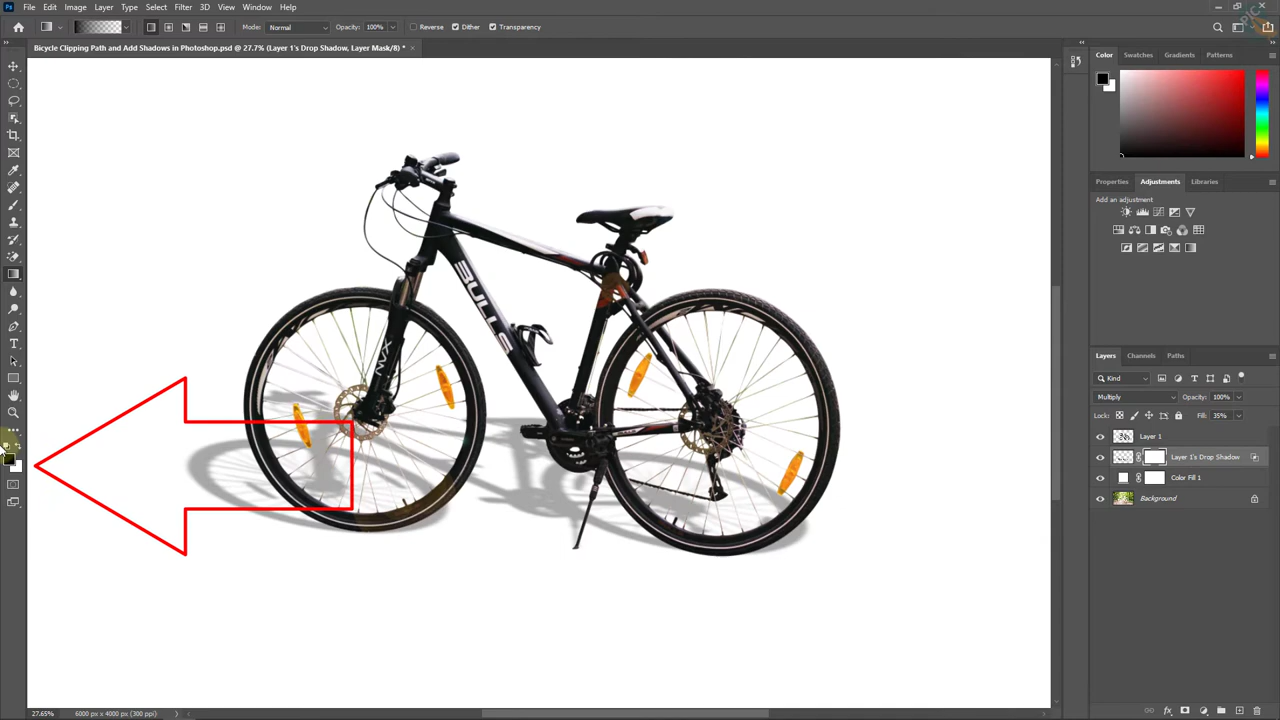 File Edit Image Layer Type Select Filter 3D View Window Help
Mode: Normal Opacity: 100% Reverse Dither Transparency
Bicycle Clipping Path and Add Shadows in Photoshop.psd @ 27.7% (Layer 1's Drop Shadow, Layer Mask/8) *
Color Swatches Gradients Patterns
Properties Adjustments Libraries
Add an adjustment
BULLS
Layers Channels Paths
Kind
Multiply Opacity: 100%
Lock: Fill: 35%
Layer 1
Layer 1's Drop Shadow
Color Fill 1
Background
27.65% 6000 px x 4000 px (300 ppi)